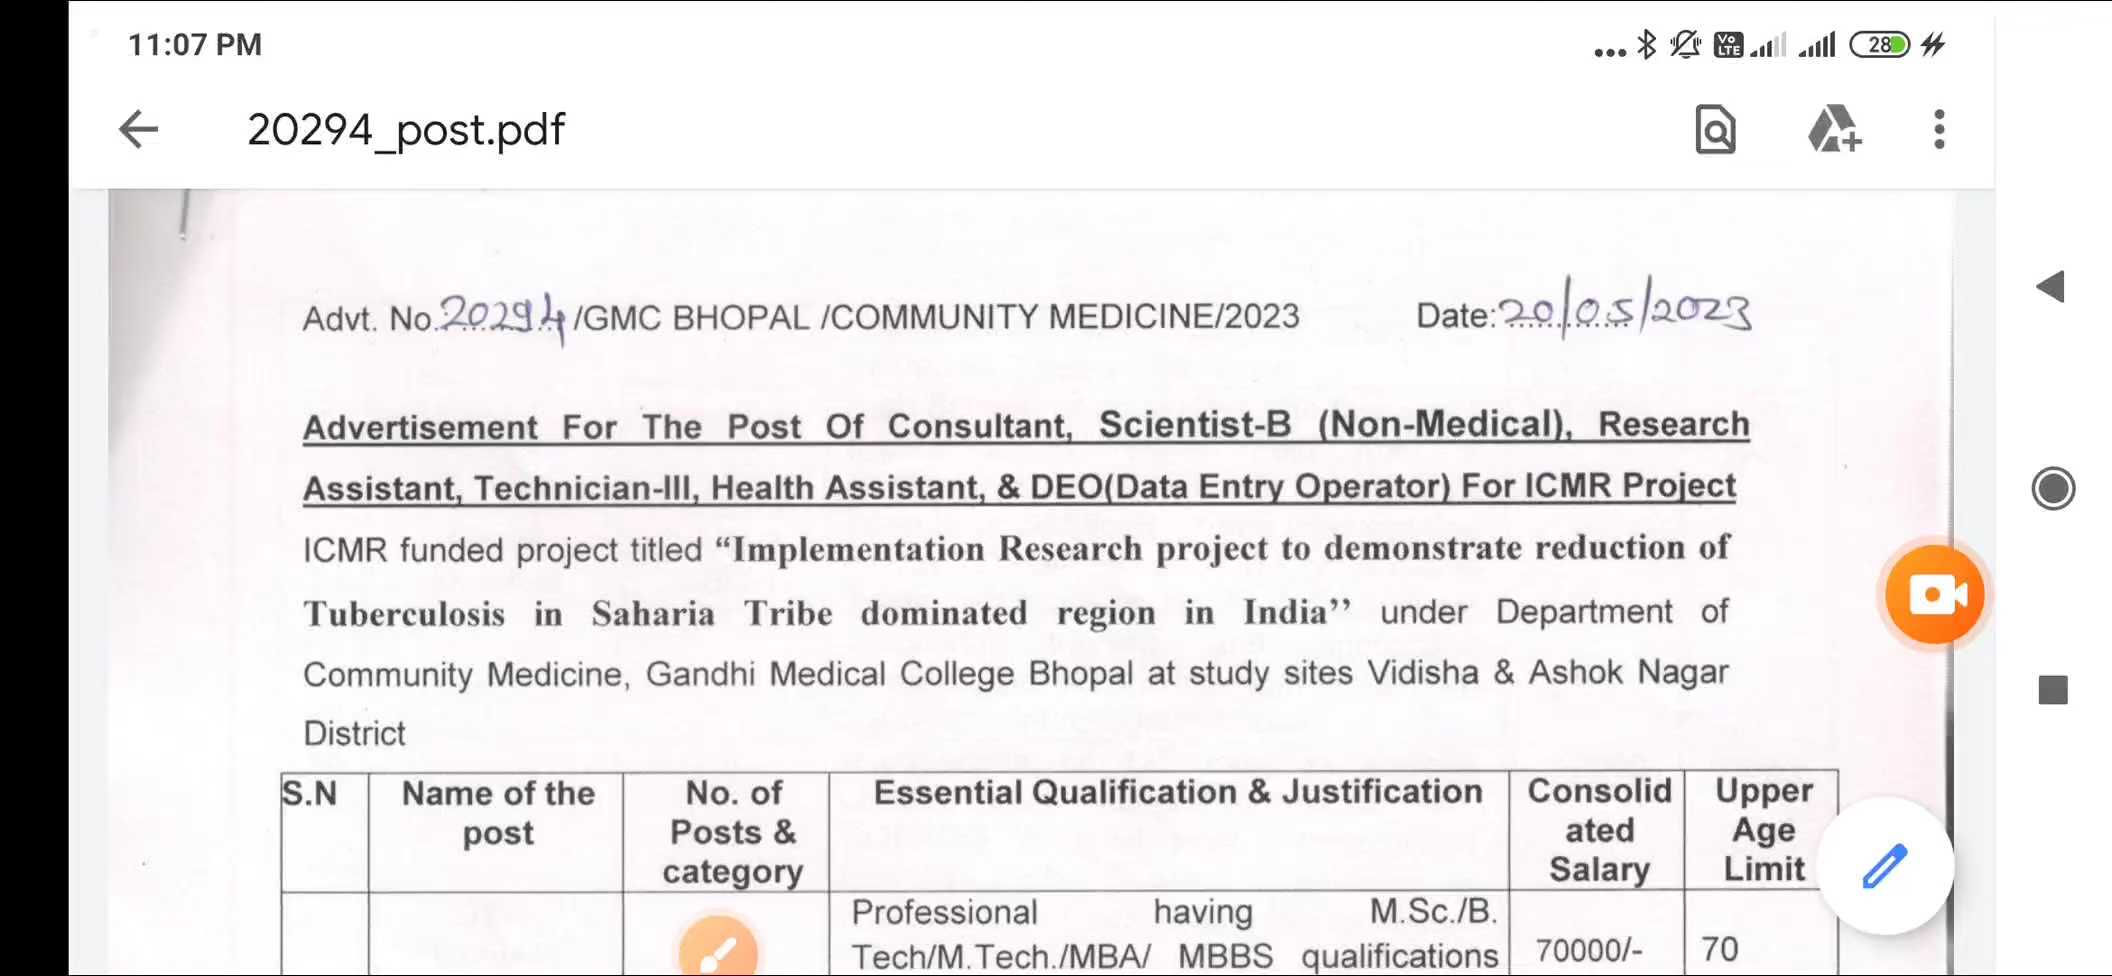 11:07 PM
Vo LTE
28
20294_post.pdf
Advt. No.20294/GMC BHOPAL /COMMUNITY MEDICINE/2023 Date:20/05/2023
Advertisement For The Post Of Consultant, Scientist-B (Non-Medical), Research
Assistant, Technician-III, Health Assistant, & DEO(Data Entry Operator) For ICMR Project
ICMR funded project titled “Implementation Research project to demonstrate reduction of
Tuberculosis in Saharia Tribe dominated region in India’’ under Department of
Community Medicine, Gandhi Medical College Bhopal at study sites Vidisha & Ashok Nagar
District
S.N Name of the post No. of Posts & category Essential Qualification & Justification Consolidated Salary Upper Age Limit
Professional having M.Sc./B.
Tech/M.Tech./MBA/ MBBS qualifications 70000/- 70